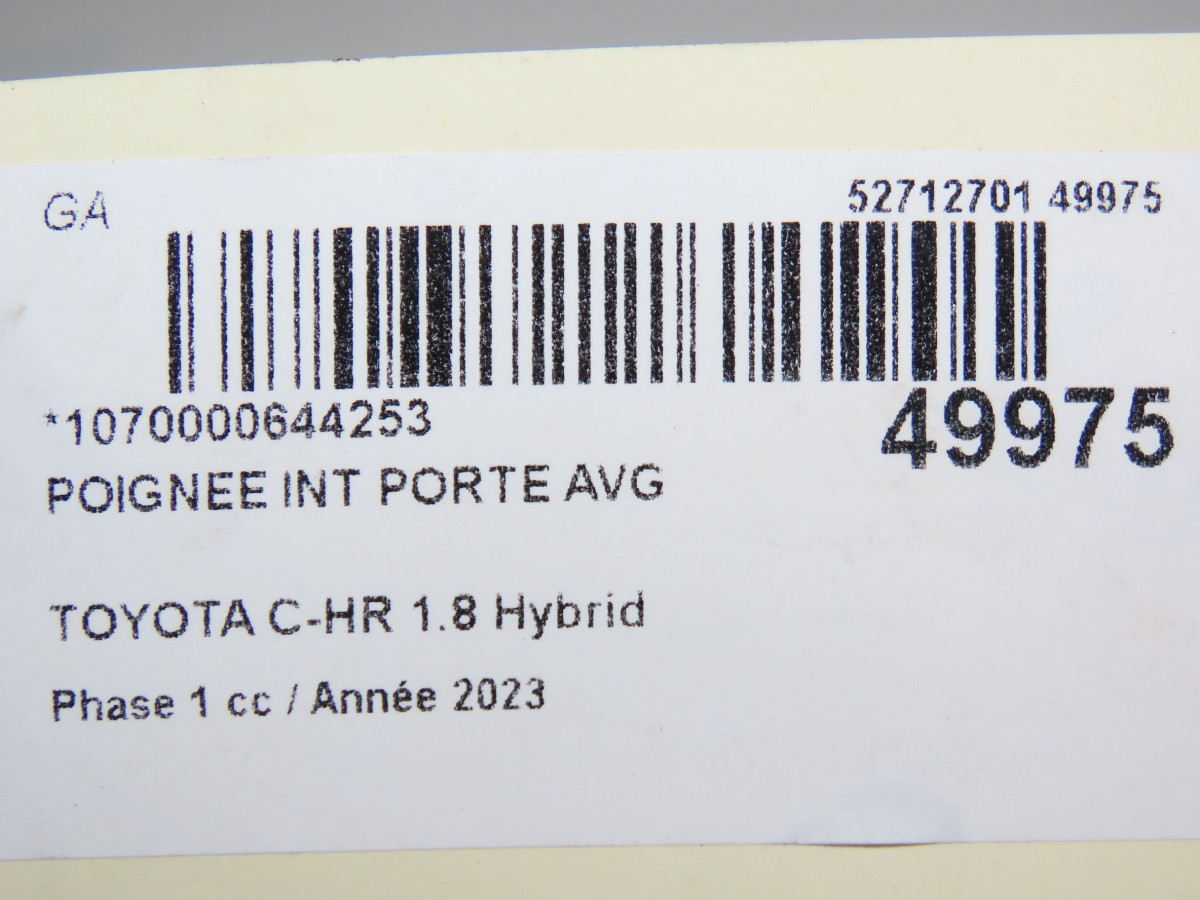 GA
52712701 49975
*1070000644253
49975
POIGNEE INT PORTE AVG
TOYOTA C-HR 1.8 Hybrid
Phase 1 cc / Année 2023